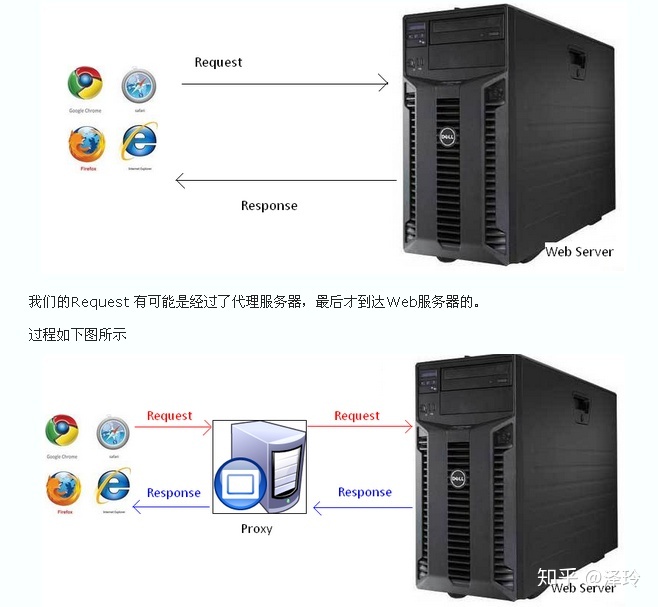 Request
Google Chrome
safari
Firefox
Internet Explorer
DELL
Response
Web Server
我们的Request 有可能是经过了代理服务器，最后才到达Web服务器的。
过程如下图所示
Request
Request
Google Chrome
safari
Firefox
Internet Explorer
DELL
Response
Response
Proxy
知乎 @泽玲
Web Server